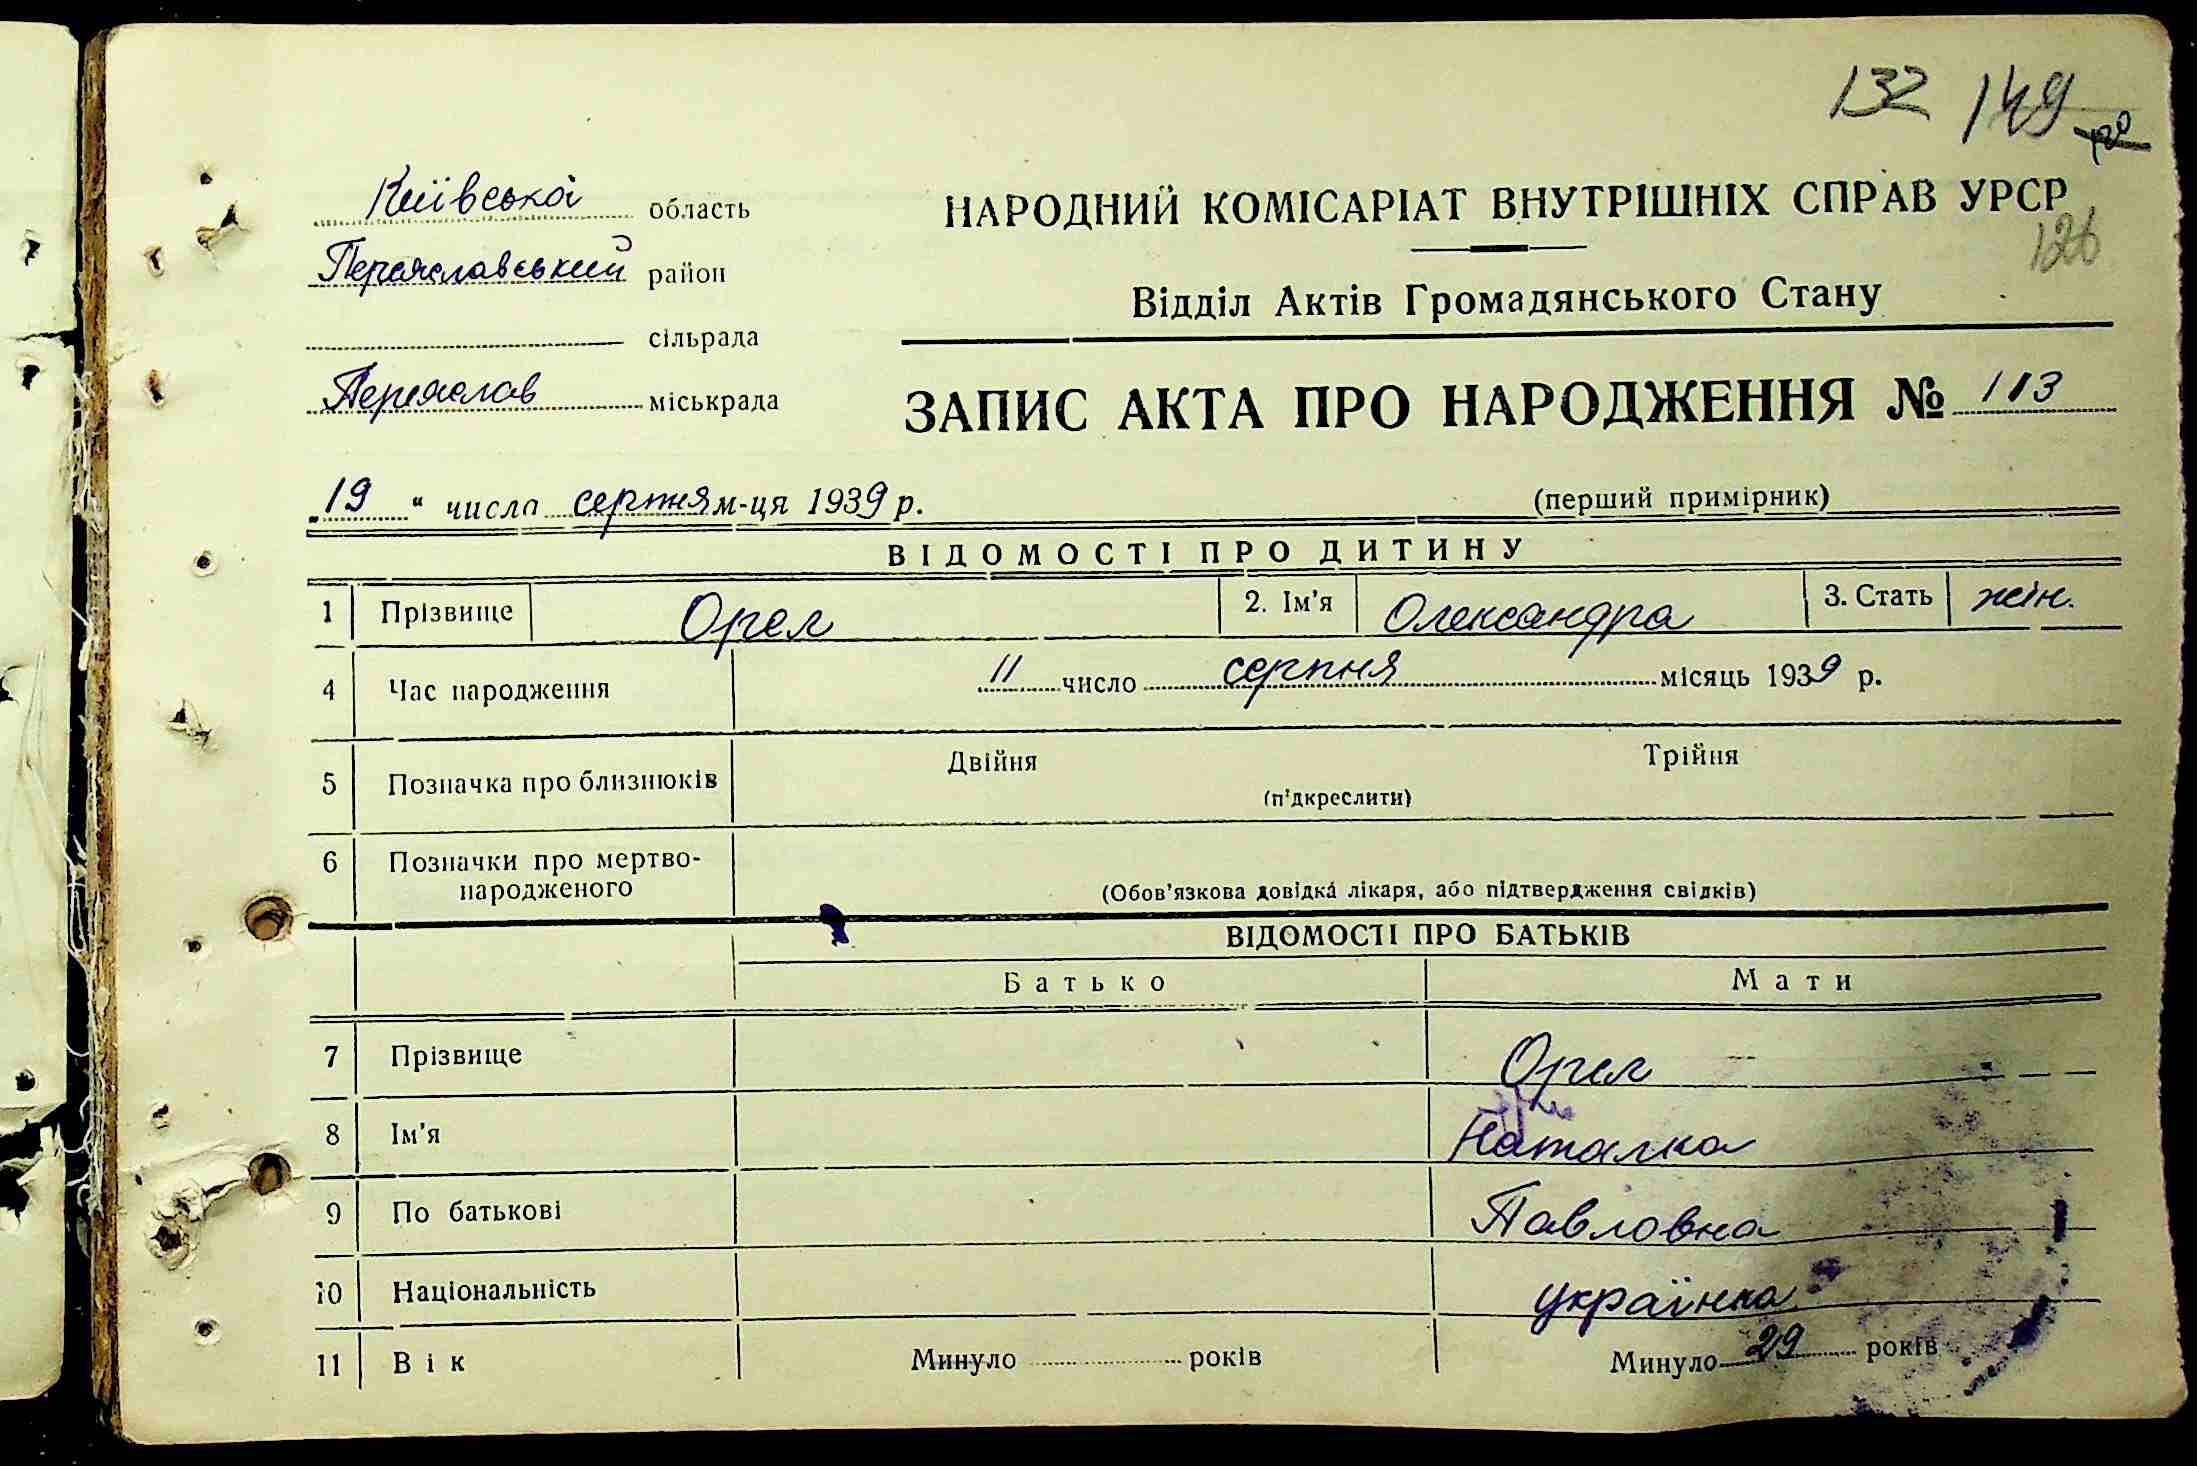 132 149
Київська область
Переяславський район
сільрада
Переяслав міськрада
НАРОДНИЙ КОМІСАРІАТ ВНУТРІШНІХ СПРАВ УРСР
126
Відділ Актів Громадянського Стану
ЗАПИС АКТА ПРО НАРОДЖЕННЯ № 113
„19“ числа серпня м-ця 1939 р.
(перший примірник)
ВІДОМОСТІ ПРО ДИТИНУ
1 Прізвище Орел 2. Ім'я Олександра 3. Стать жін.
4 Час народження 11 число серпня місяць 1939 р.
5 Позначка про близнюків Двійня Трійня
(п'дкреслити)
6 Позначки про мертво-
народженого
(Обов'язкова довідка лікаря, або підтвердження свідків)
ВІДОМОСТІ ПРО БАТЬКІВ
Батько Мати
7 Прізвище Орел
8 Ім'я Наталка
9 По батькові Павловна
10 Національність українка
11 Вік Минуло років Минуло 29 років